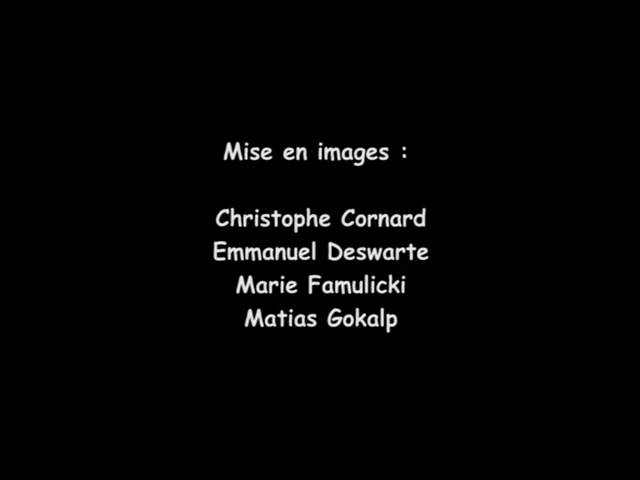 Mise en images :
Christophe Cornard
Emmanuel Deswarte
Marie Famulicki
Matias Gokalp